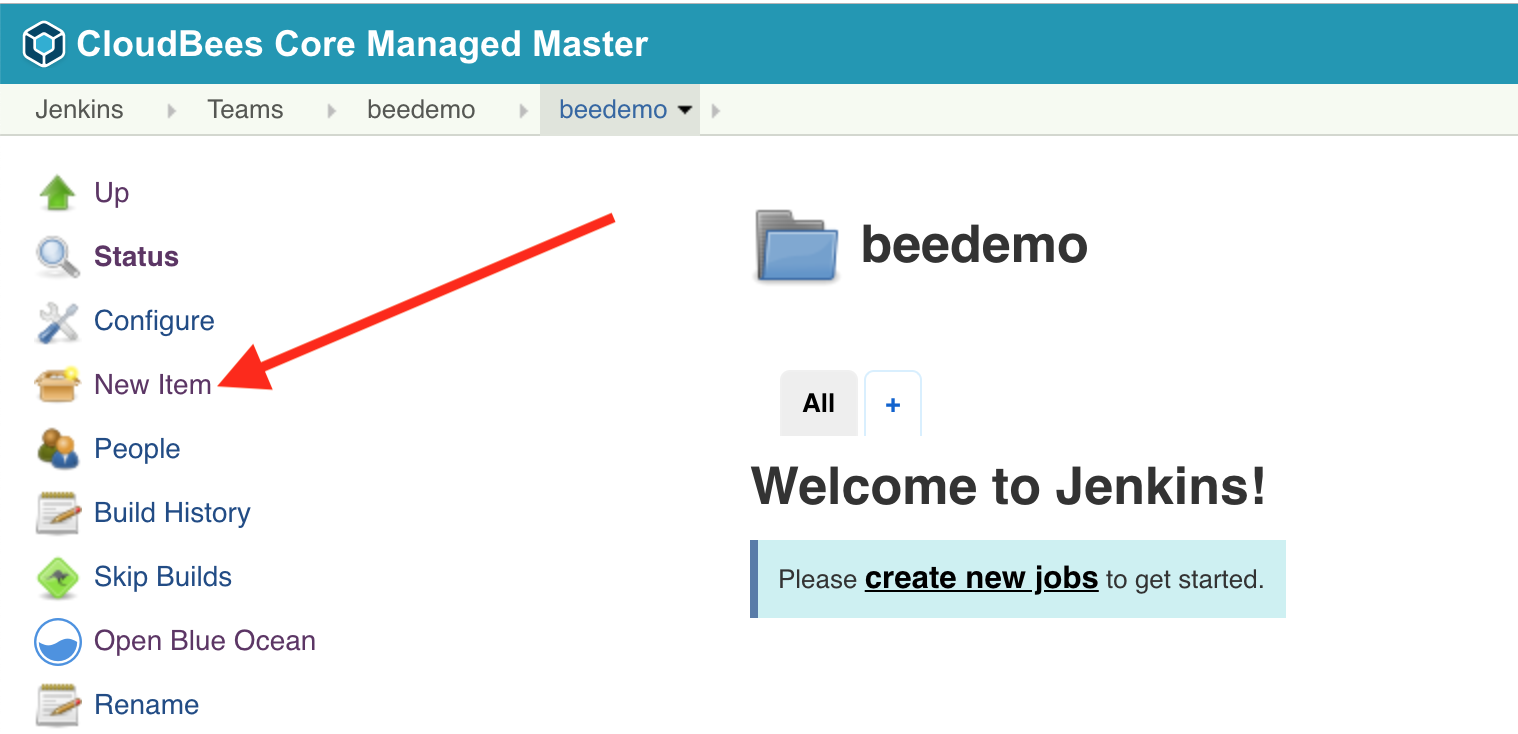 CloudBees Core Managed Master
Jenkins Teams beedemo beedemo
Up
Status
Configure
New Item
People
Build History
Skip Builds
Open Blue Ocean
Rename
beedemo
All +
Welcome to Jenkins!
Please create new jobs to get started.